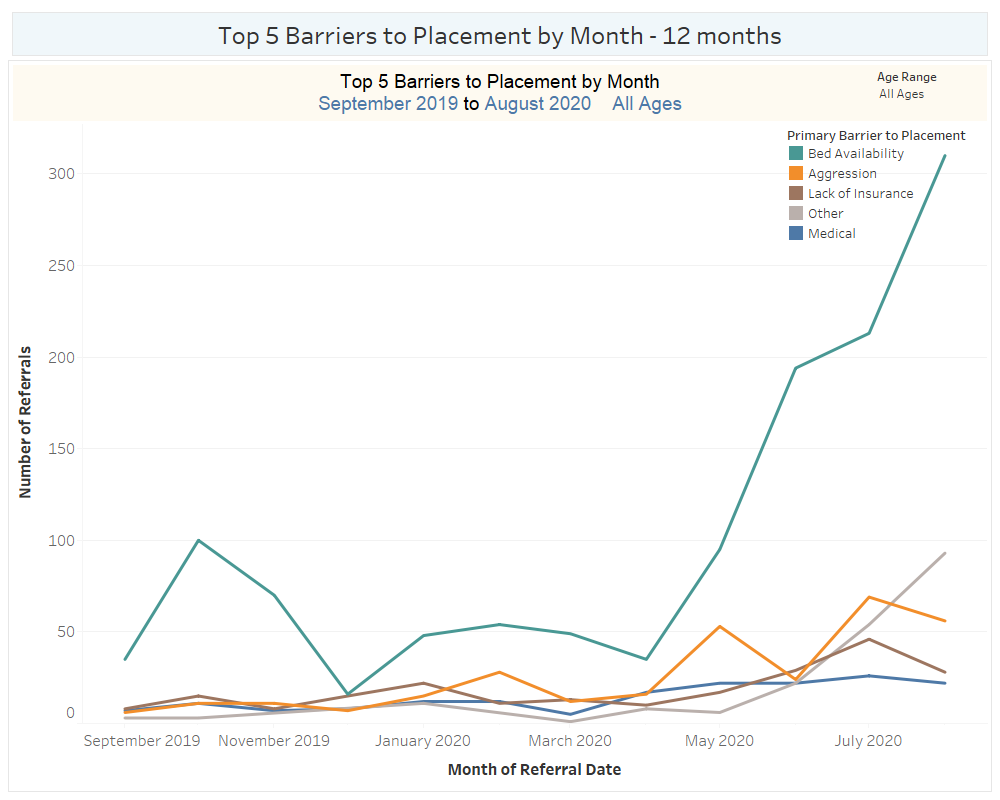 Top 5 Barriers to Placement by Month - 12 months
Top 5 Barriers to Placement by Month
September 2019 to August 2020 All Ages
Age Range
All Ages
Primary Barrier to Placement
Bed Availability
Aggression
Lack of Insurance
Other
Medical
Number of Referrals
300
250
200
150
100
50
0
September 2019 November 2019 January 2020 March 2020 May 2020 July 2020
Month of Referral Date